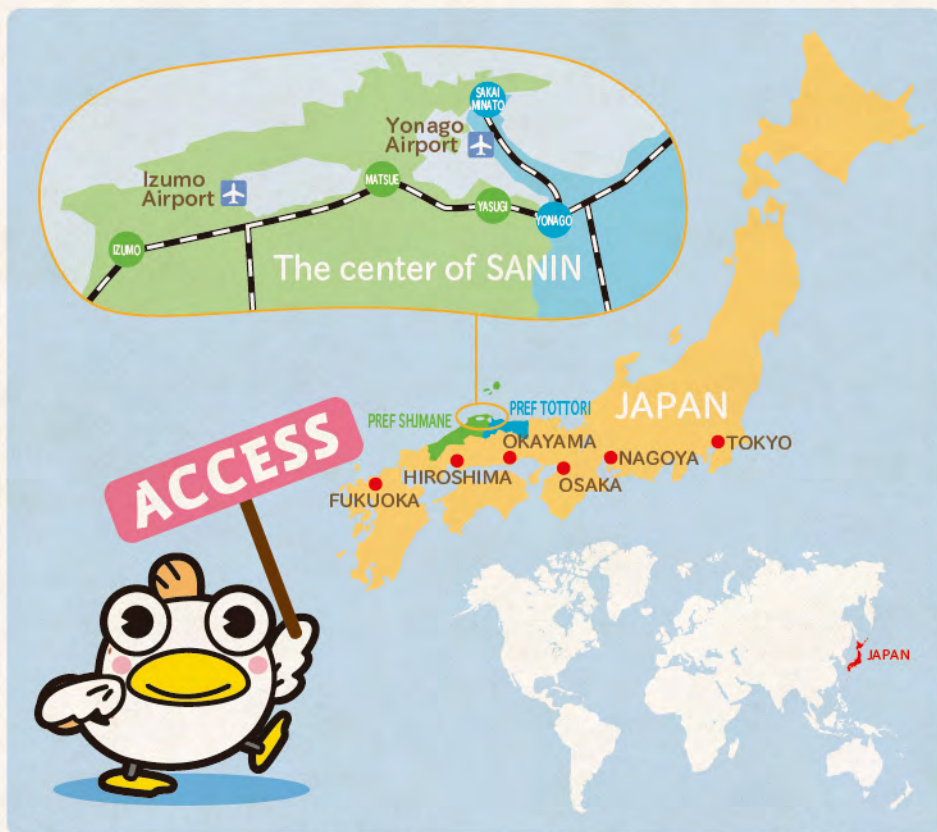 SAKAI
MINATO
Yonago
Airport
Izumo
Airport
MATSUE
YASUGI
YONAGO
IZUMO
The center of SANIN
PREF SHIMANE
PREF TOTTORI
JAPAN
OKAYAMA
TOKYO
NAGOYA
HIROSHIMA
OSAKA
FUKUOKA
ACCESS
JAPAN